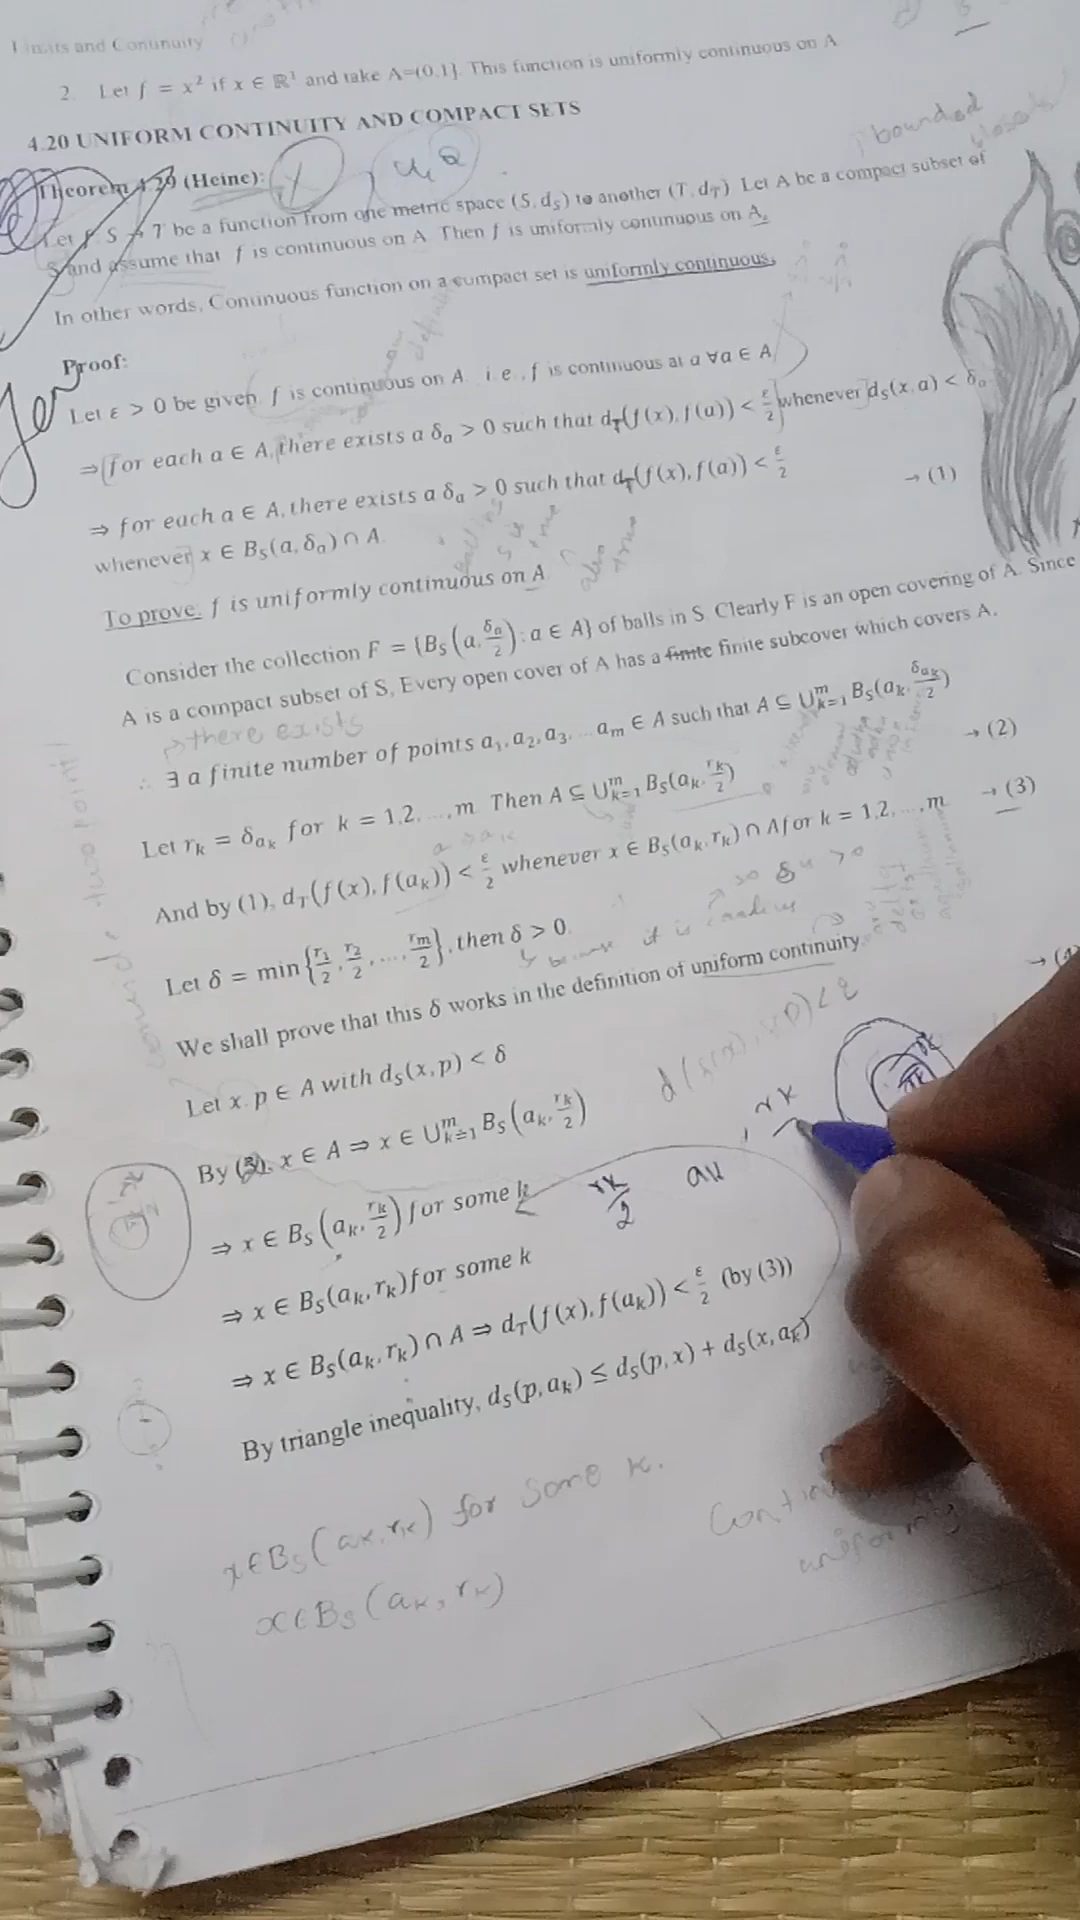 Limits and Continuity
2. Let f = x² if x ∈ ℝ¹ and take A=(0,1]. This function is uniformly continuous on A
4.20 UNIFORM CONTINUITY AND COMPACT SETS
bounded
Theorem 4.29 (Heine):
Let f: S → T be a function from one metric space (S, d_S) to another (T, d_T). Let A be a compact subset of
S and assume that f is continuous on A. Then f is uniformly continuous on A.
In other words, Continuous function on a compact set is uniformly continuous.
Proof:
Let ε > 0 be given. f is continuous on A. i.e., f is continuous at a ∀a ∈ A
⇒ for each a ∈ A, there exists a δ_a > 0 such that d_T(f(x), f(a)) < ε/2 whenever d_S(x, a) < δ_a
⇒ for each a ∈ A, there exists a δ_a > 0 such that d_T(f(x), f(a)) < ε/2
whenever x ∈ B_S(a, δ_a) ∩ A. → (1)
To prove: f is uniformly continuous on A
Consider the collection F = {B_S(a, δ_a/2) : a ∈ A} of balls in S. Clearly F is an open covering of A. Since
A is a compact subset of S, Every open cover of A has a finite finite subcover which covers A.
there exists
∴ ∃ a finite number of points a₁, a₂, a₃, ... a_m ∈ A such that A ⊆ ∪_{k=1}^m B_S(a_k, δ_{a_k}/2)
Let r_k = δ_{a_k} for k = 1,2, ..., m. Then A ⊆ ∪_{k=1}^m B_S(a_k, r_k/2) → (2)
And by (1), d_T(f(x), f(a_k)) < ε/2 whenever x ∈ B_S(a_k, r_k) ∩ A for k = 1,2, ..., m → (3)
Let δ = min{r₁/2, r₂/2, ..., r_m/2}, then δ > 0.
because it is
We shall prove that this δ works in the definition of uniform continuity
Let x, p ∈ A with d_S(x, p) < δ
By (2), x ∈ A ⇒ x ∈ ∪_{k=1}^m B_S(a_k, r_k/2)
⇒ x ∈ B_S(a_k, r_k/2) for some k
rk/2 ak
⇒ x ∈ B_S(a_k, r_k) for some k
⇒ x ∈ B_S(a_k, r_k) ∩ A ⇒ d_T(f(x), f(a_k)) < ε/2 (by (3))
By triangle inequality, d_S(p, a_k) ≤ d_S(p, x) + d_S(x, a_k)
x∈B_S(ak, rk) for some k.
x∈B_S(ak, rk)